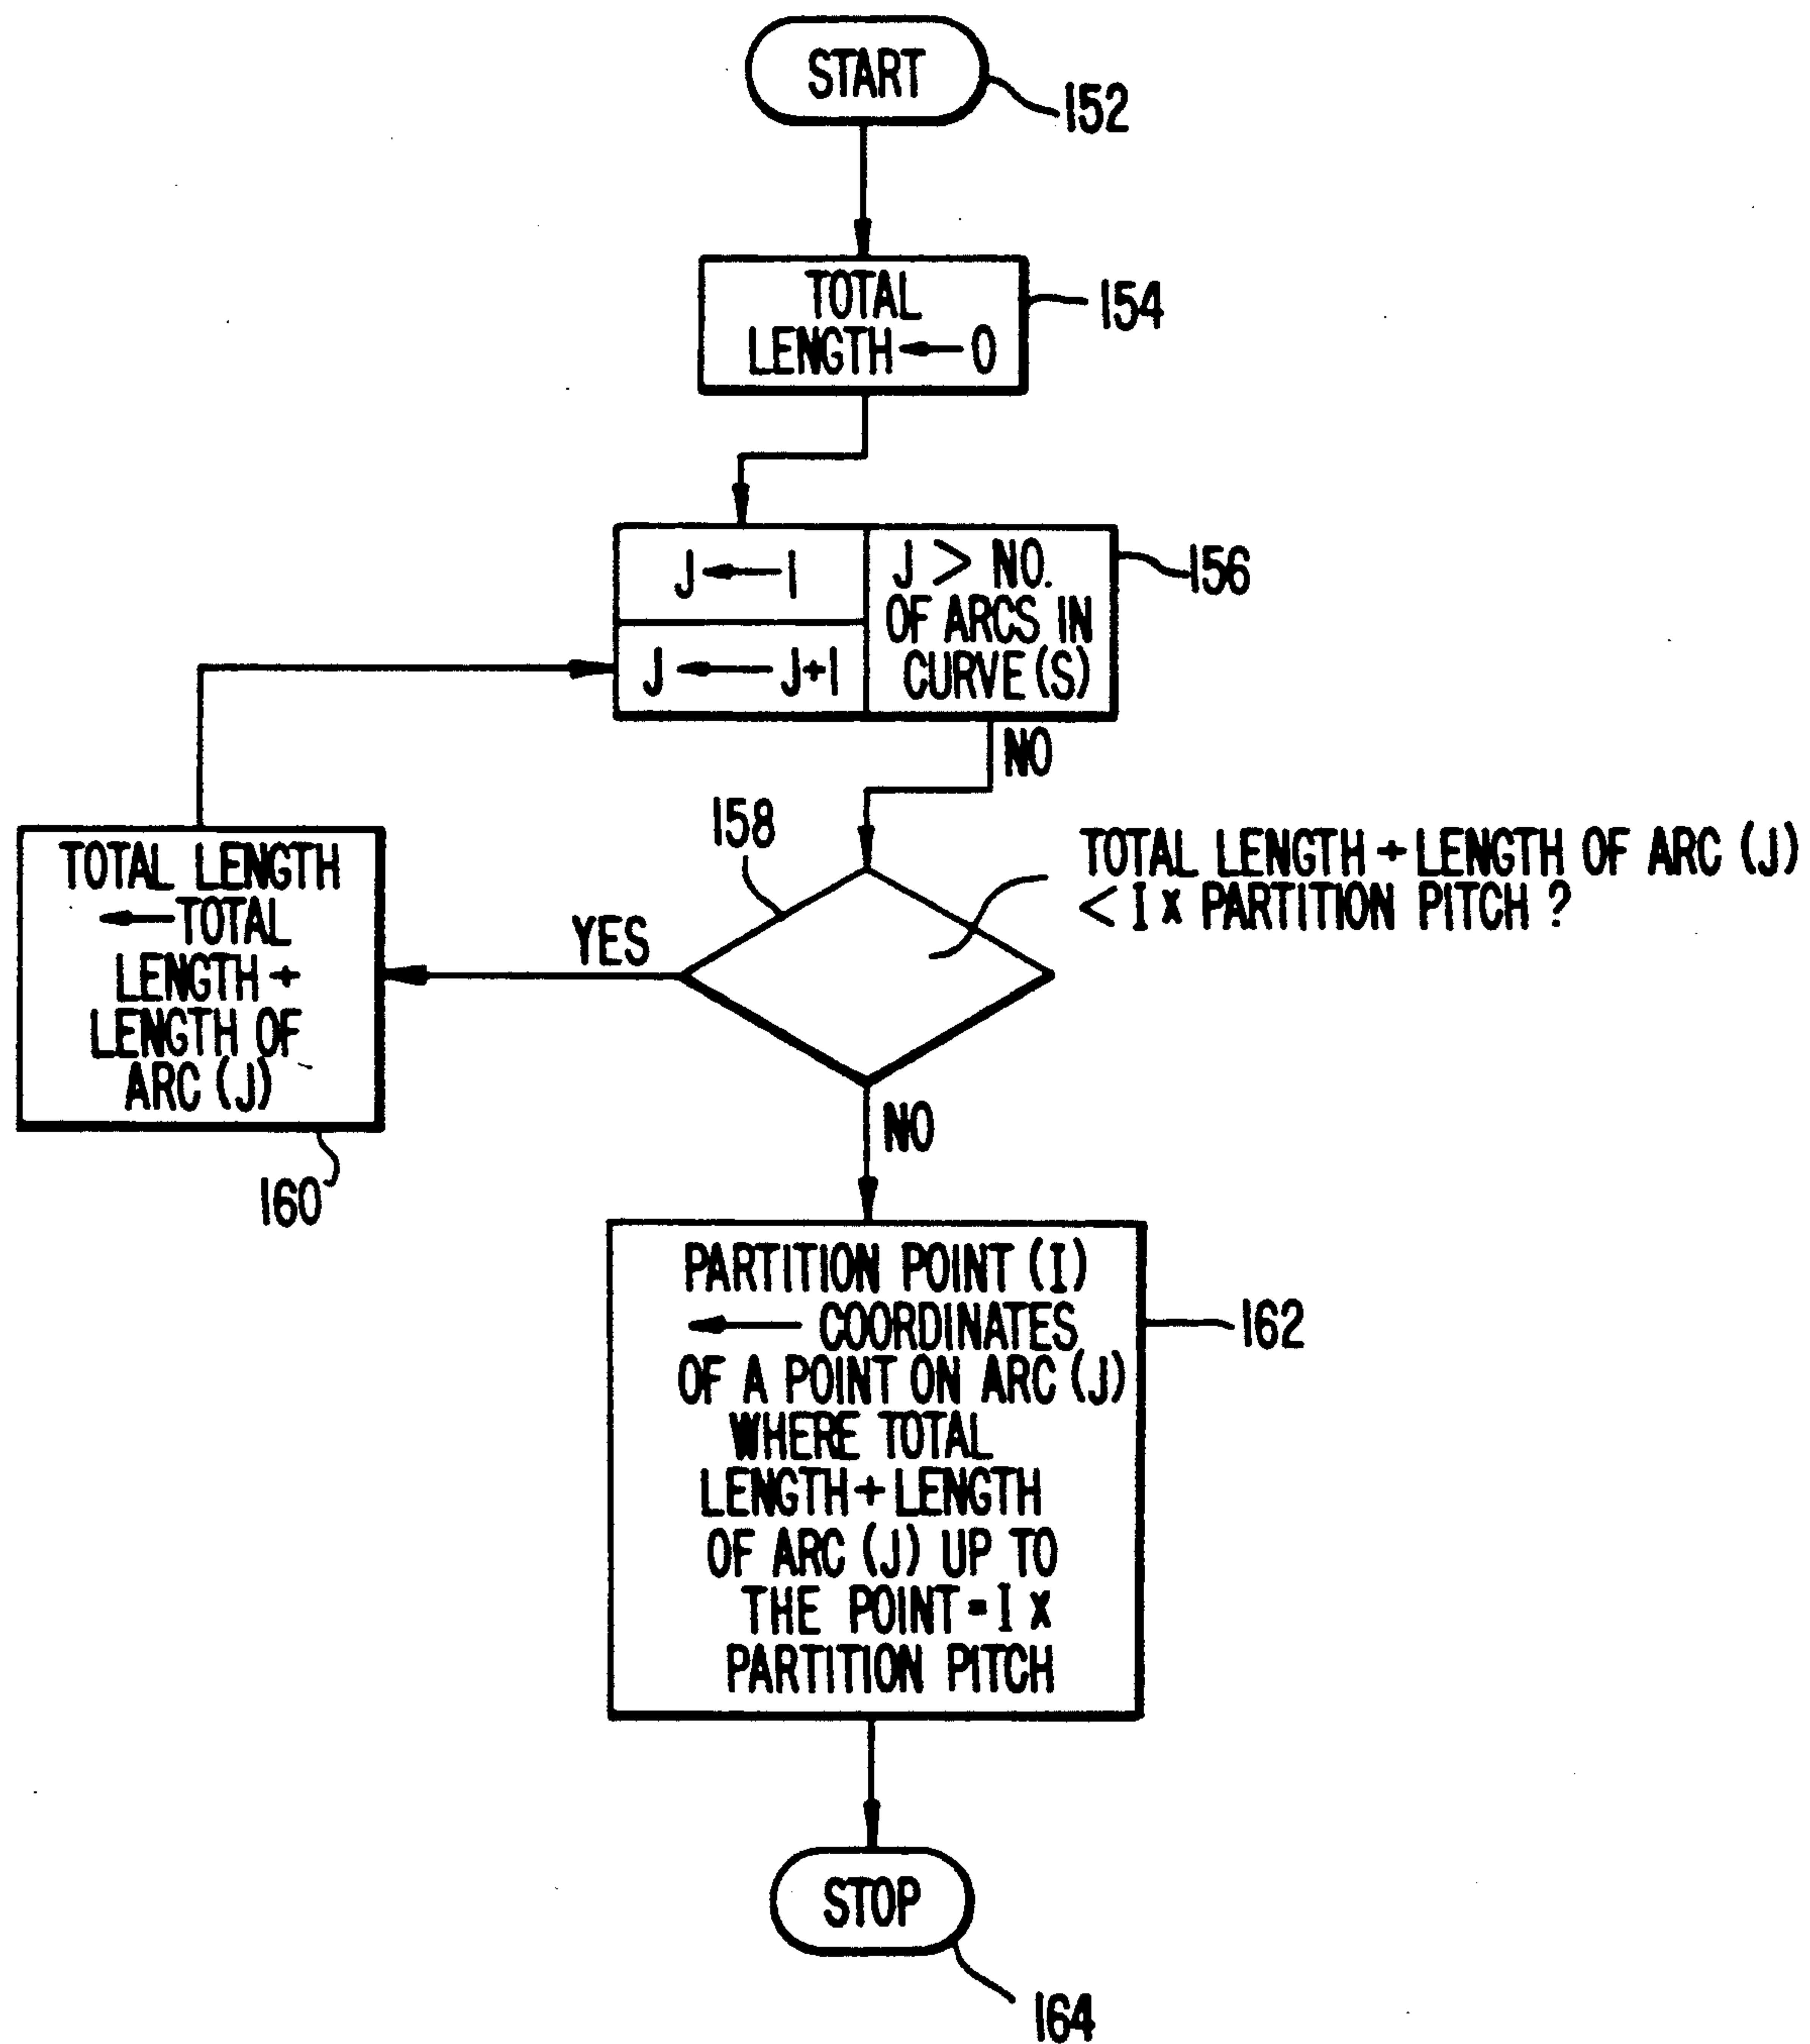 START
152
TOTAL
LENGTH ← 0
154
J ← 1
J ← J+1
J > NO.
OF ARCS IN
CURVE (S)
156
NO
158
TOTAL LENGTH + LENGTH OF ARC (J)
< I x PARTITION PITCH ?
YES
TOTAL LENGTH
← TOTAL
LENGTH +
LENGTH OF
ARC (J)
160
NO
PARTITION POINT (I)
← COORDINATES
OF A POINT ON ARC (J)
WHERE TOTAL
LENGTH + LENGTH
OF ARC (J) UP TO
THE POINT = I x
PARTITION PITCH
162
STOP
164